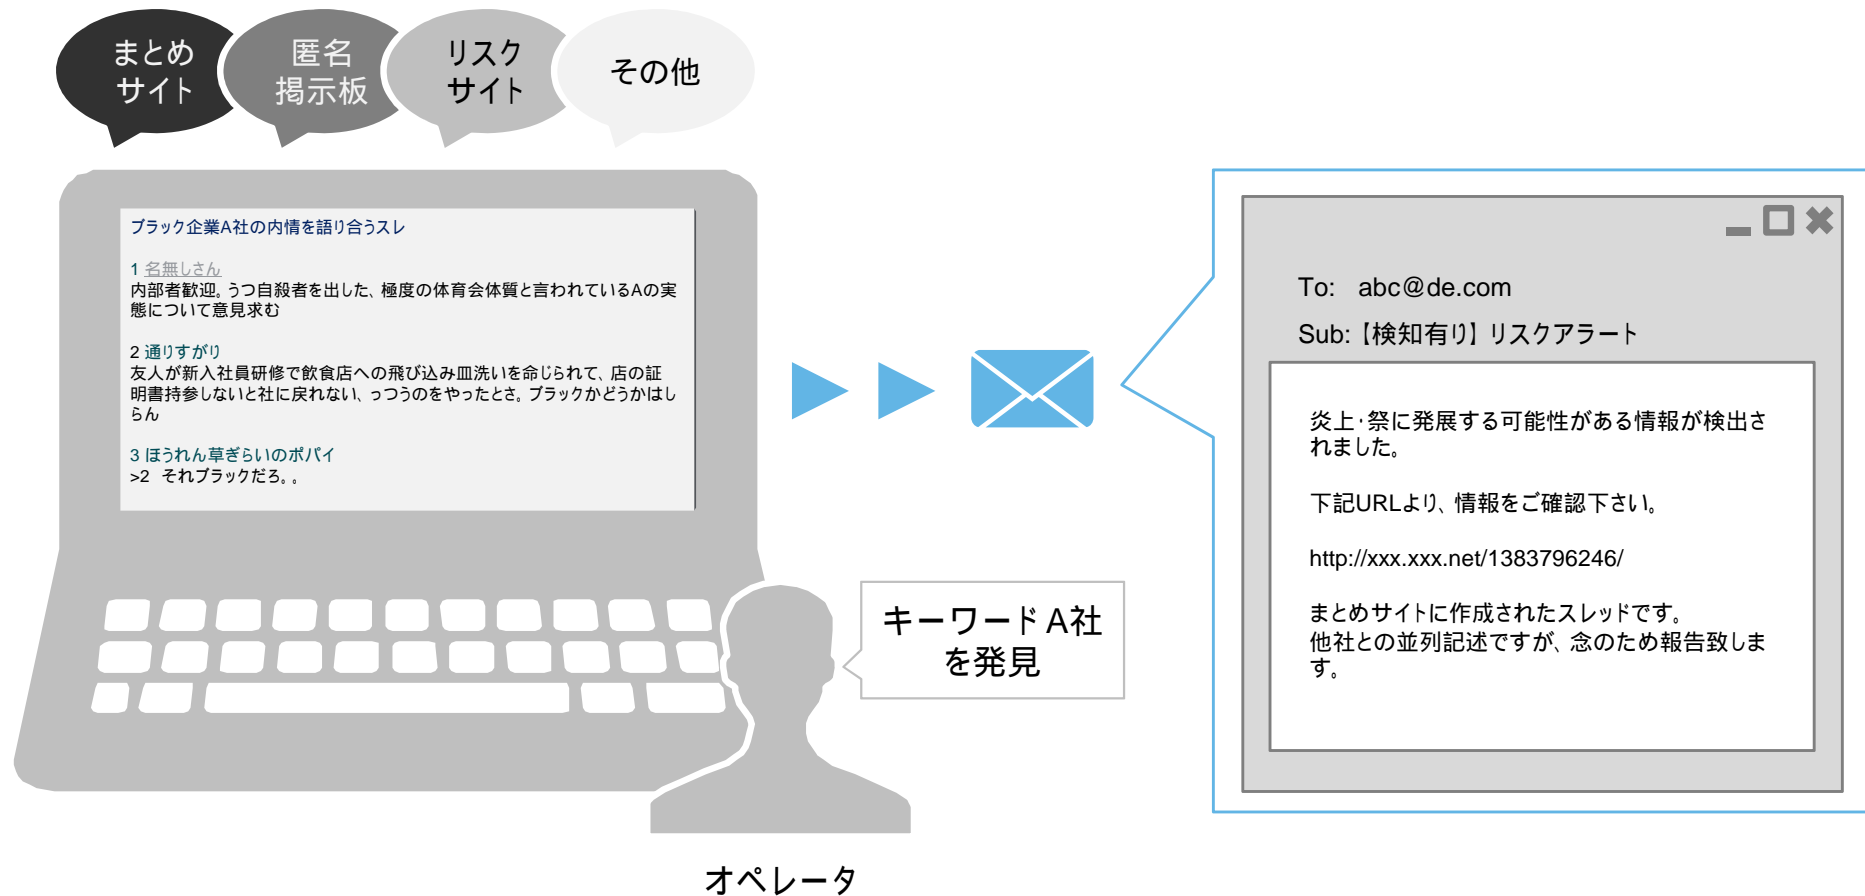 まとめ
サイト
匿名
掲示板
リスク
サイト
その他
ブラック企業A社の内情を語り合うスレ
1 名無しさん
内部者歓迎。うつ自殺者を出した、極度の体育会体質と言われているAの実
態について意見求む
2 通りすがり
友人が新入社員研修で飲食店への飛び込み皿洗いを命じられて、店の証
明書持参しないと社に戻れない、っつうのをやったとさ。ブラックかどうかはし
らん
3 ほうれん草ぎらいのポパイ
>2 それブラックだろ。。
キーワード A社
を発見
オペレータ
To: abc@de.com
Sub:【検知有り】リスクアラート
炎上・祭に発展する可能性がある情報が検出さ
れました。
下記URLより、情報をご確認下さい。
http://xxx.xxx.net/1383796246/
まとめサイトに作成されたスレッドです。
他社との並列記述ですが、念のため報告致しま
す。